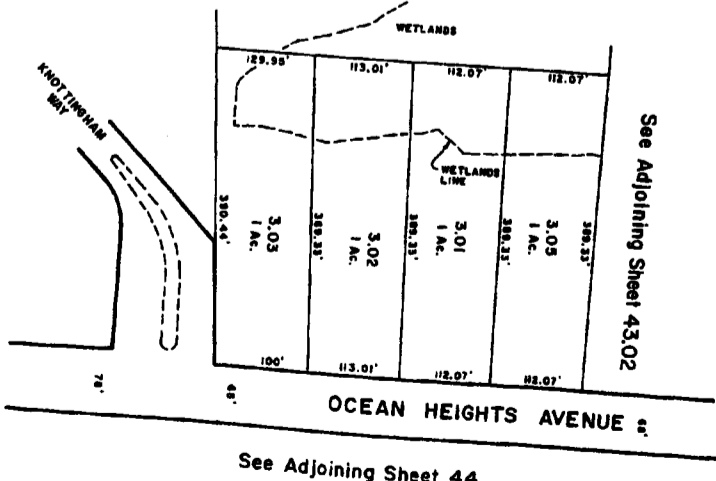 WETLANDS
129.95'
113.01'
112.07'
112.07'
KNOTTINGHAM
WAY
See Adjoining Sheet 43.02
WETLANDS
LINE
390.44'
3.03
1 Ac.
389.33'
3.02
1 Ac.
389.33'
3.01
1 Ac.
389.33'
3.05
1 Ac.
389.33'
100'
113.01'
112.07'
112.07'
78'
68'
OCEAN HEIGHTS AVENUE
68'
See Adjoining Sheet 44